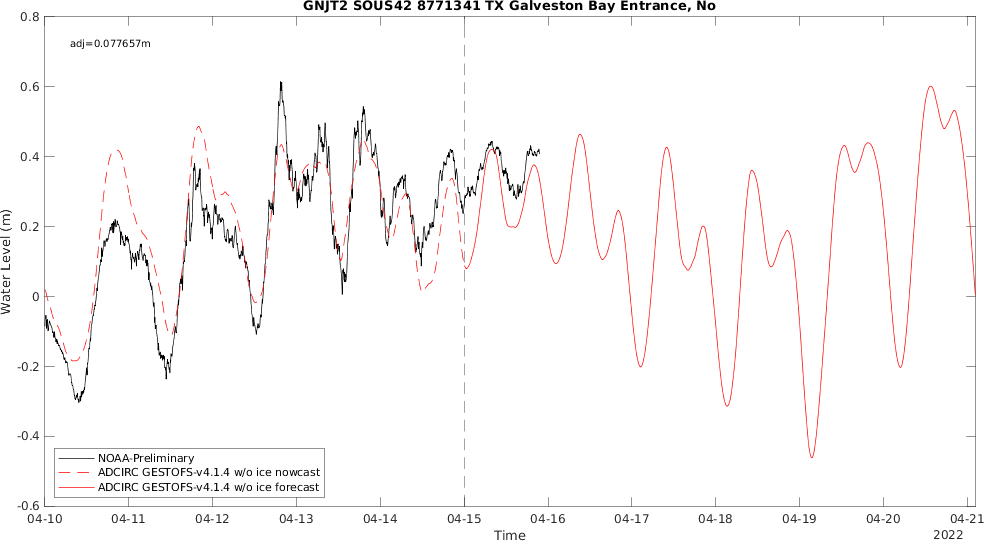 GNJT2 SOUS42 8771341 TX Galveston Bay Entrance, No
adj=0.077657m
0.8
0.6
0.4
0.2
0
-0.2
-0.4
-0.6
Water Level (m)
NOAA-Preliminary
ADCIRC GESTOFS-v4.1.4 w/o ice nowcast
ADCIRC GESTOFS-v4.1.4 w/o ice forecast
04-10 04-11 04-12 04-13 04-14 04-15 04-16 04-17 04-18 04-19 04-20 04-21
Time
2022